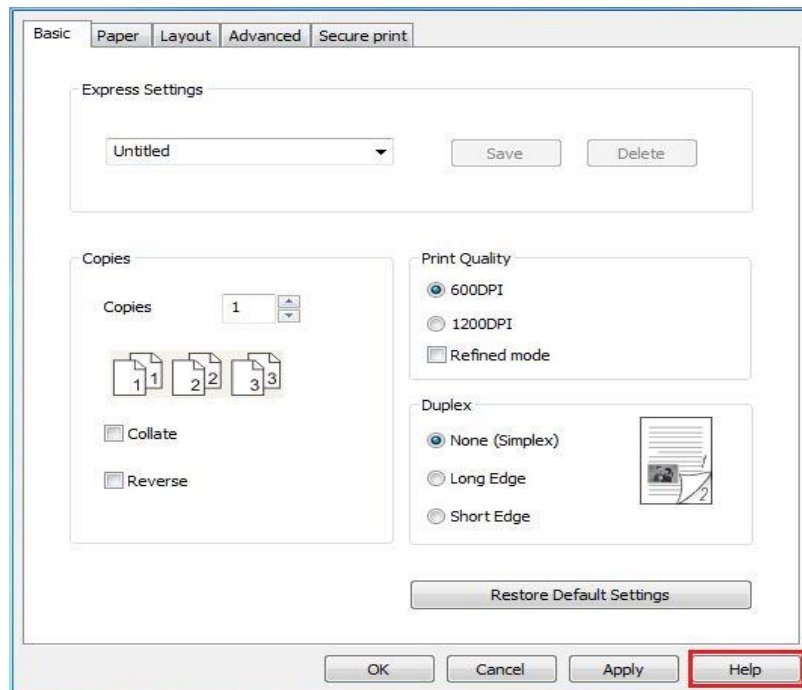 Basic Paper Layout Advanced Secure print
Express Settings
Untitled Save Delete
Copies
Copies 1
1 1 2 2 3 3
Collate
Reverse
Print Quality
600DPI
1200DPI
Refined mode
Duplex
None (Simplex)
Long Edge
Short Edge
1
2
Restore Default Settings
OK Cancel Apply Help